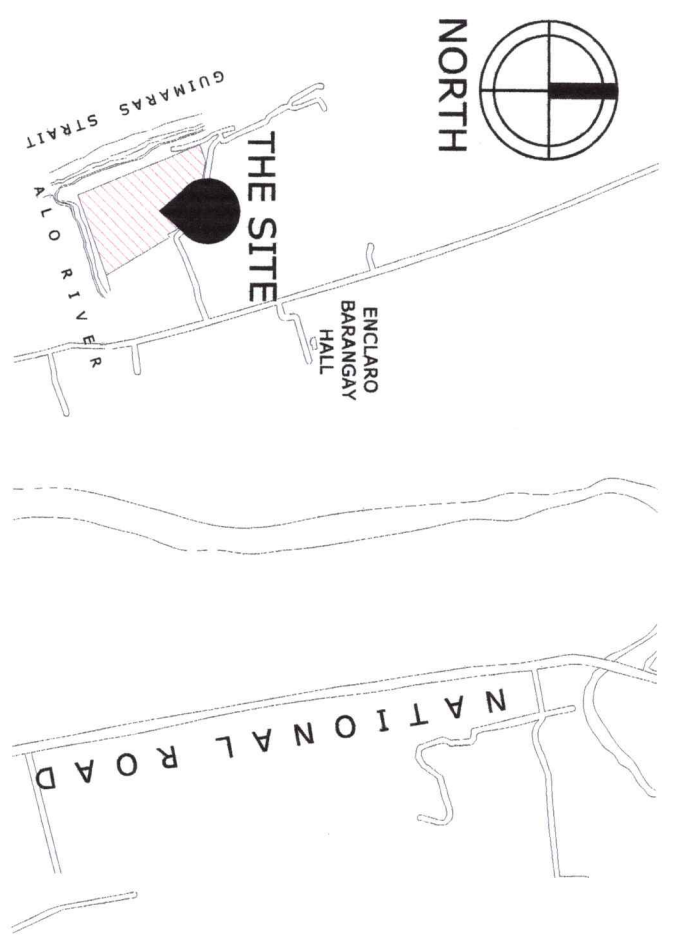 NORTH
THE SITE
GUIMARAS STRAIT
ALO RIVER
ENCLARO
BARANGAY
HALL
NATIONAL ROAD